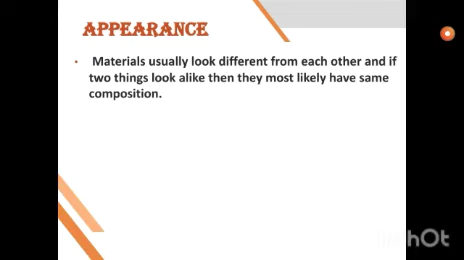 APPEARANCE
• Materials usually look different from each other and if
two things look alike then they most likely have same
composition.